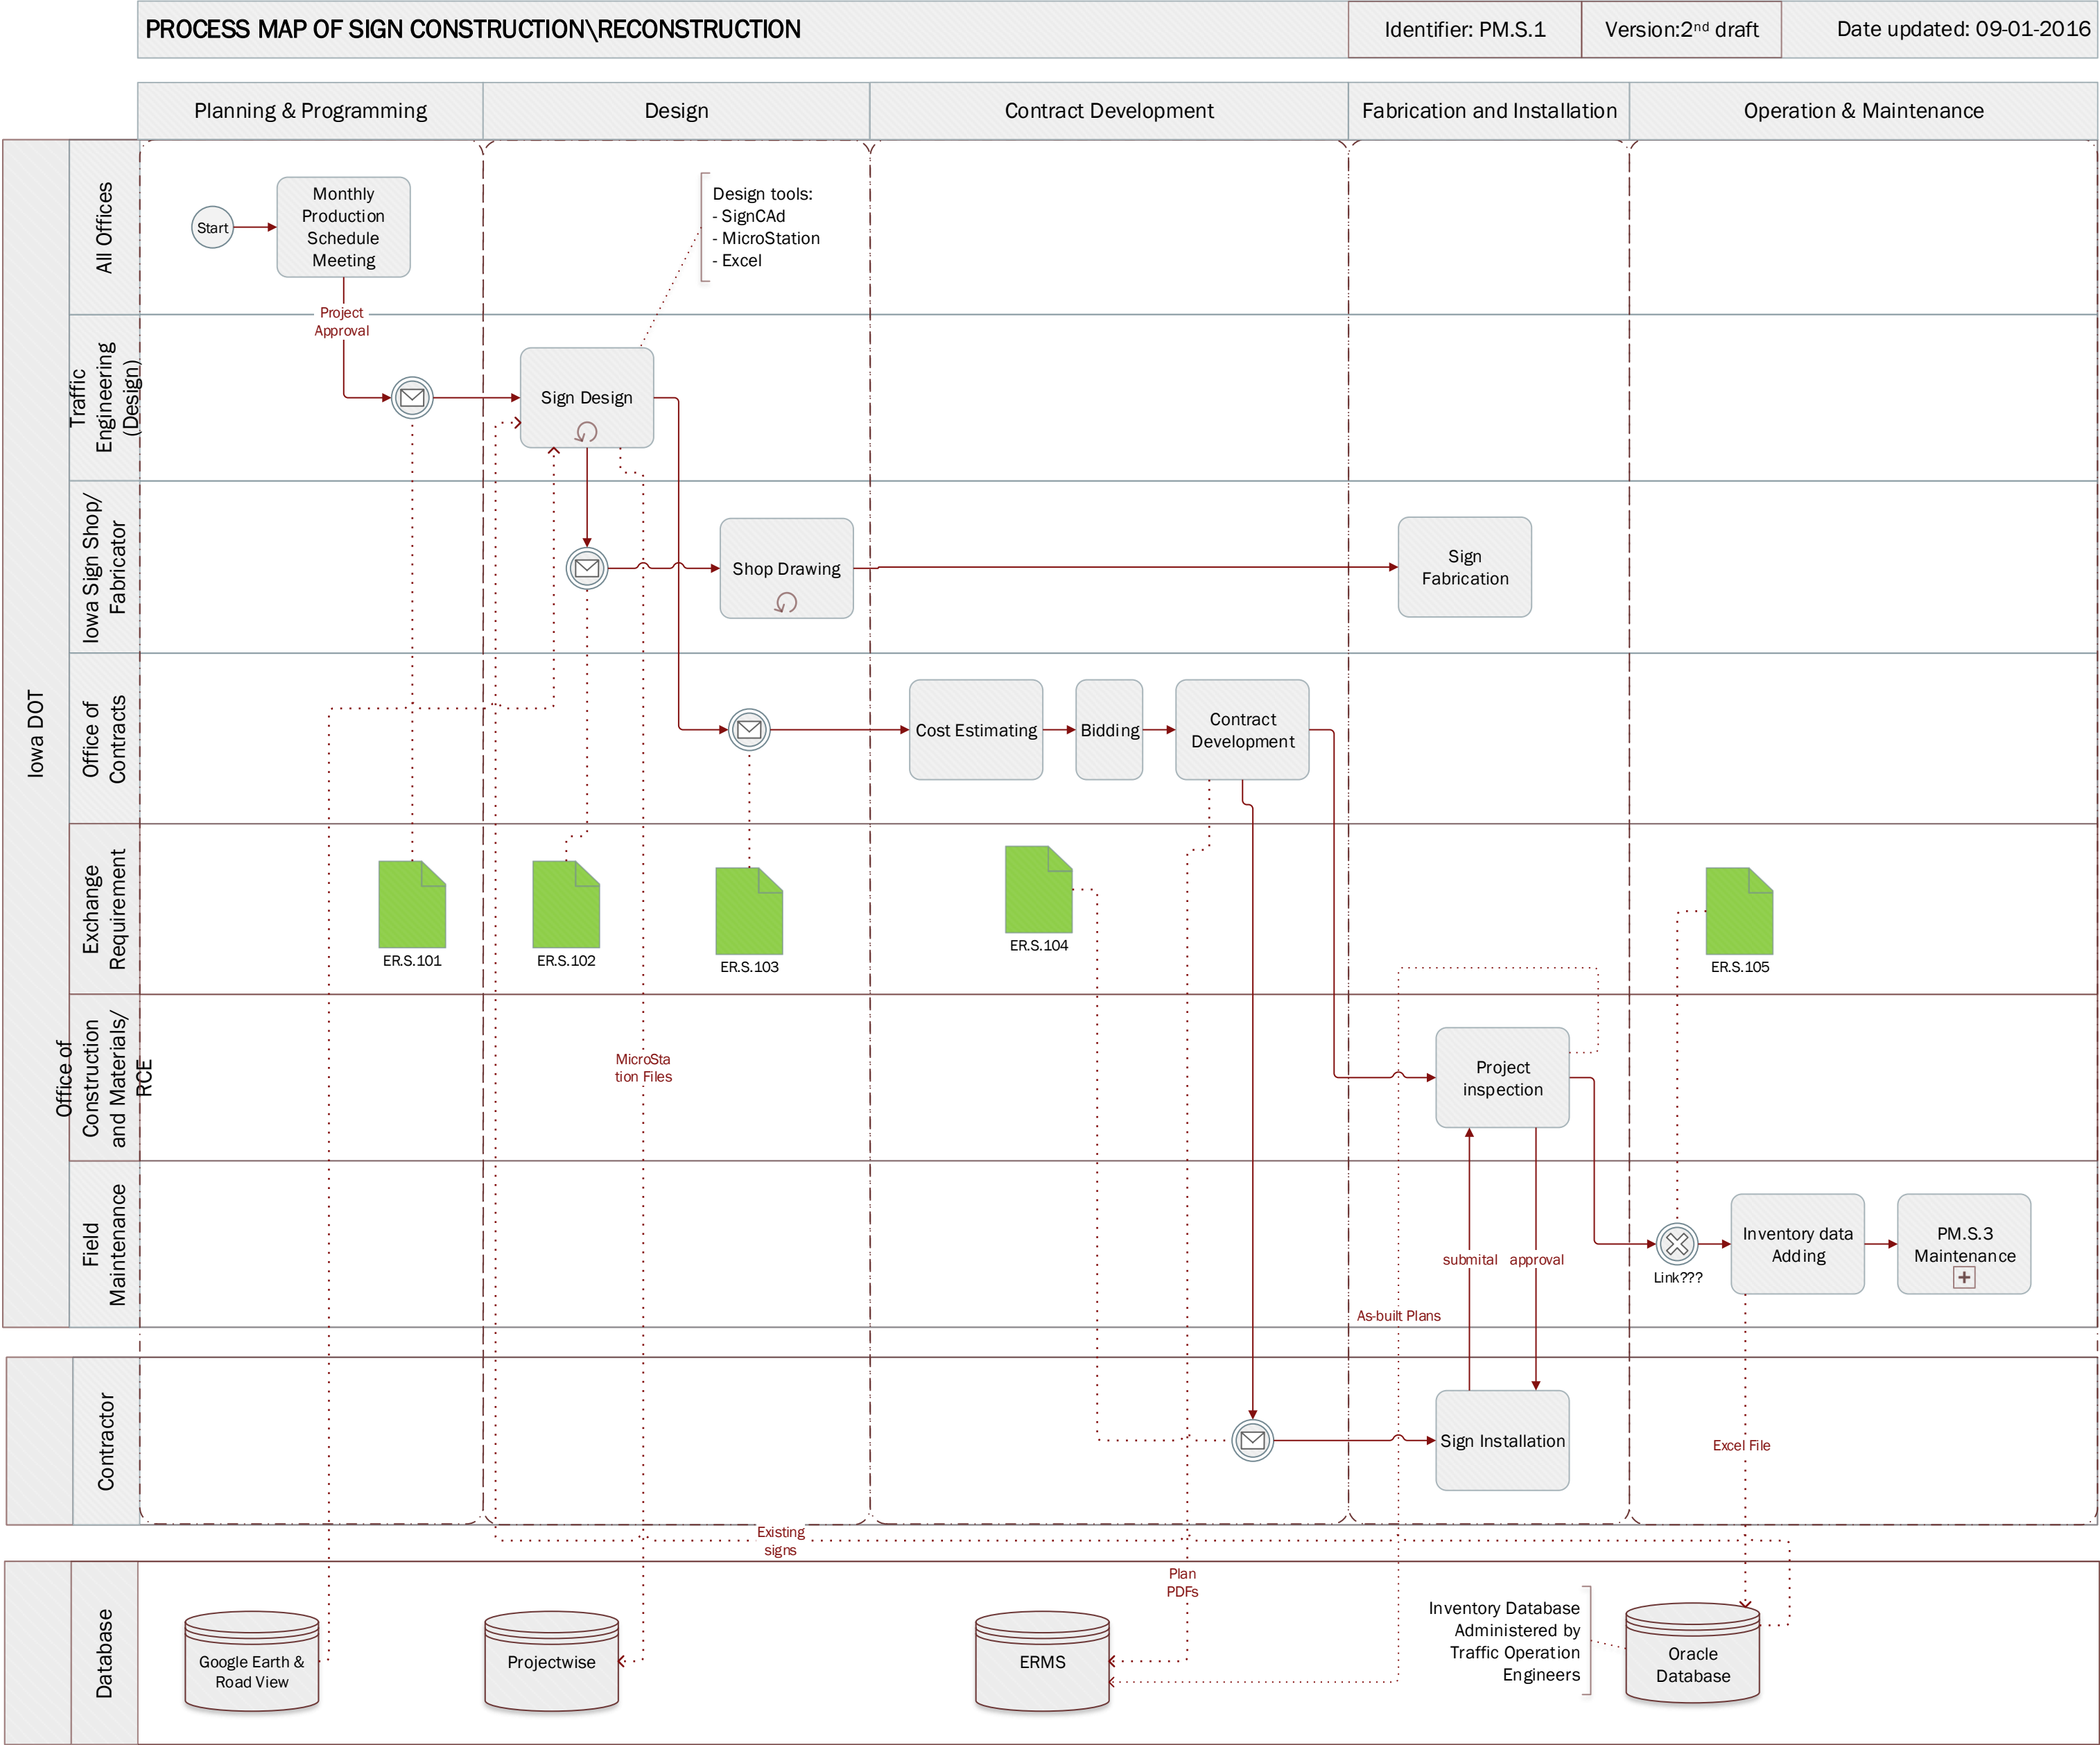 PROCESS MAP OF SIGN CONSTRUCTION\RECONSTRUCTION
Identifier: PM.S.1
Version:2nd draft
Date updated: 09-01-2016
Planning & Programming
Design
Contract Development
Fabrication and Installation
Operation & Maintenance
Iowa DOT
All Offices
Start
Monthly
Production
Schedule
Meeting
Design tools:
- SignCAd
- MicroStation
- Excel
Project
Approval
Traffic
Engineering
(Design)
Sign Design
Iowa Sign Shop/
Fabricator
Shop Drawing
Sign
Fabrication
Office of
Contracts
Cost Estimating
Bidding
Contract
Development
Exchange
Requirement
ER.S.101
ER.S.102
ER.S.103
ER.S.104
ER.S.105
Office of
Construction
and Materials/
RCE
MicroSta
tion Files
Project
inspection
Field
Maintenance
submital
approval
Link???
Inventory data
Adding
PM.S.3
Maintenance
As-built Plans
Contractor
Sign Installation
Excel File
Existing
signs
Plan
PDFs
Database
Google Earth &
Road View
Projectwise
ERMS
Inventory Database
Administered by
Traffic Operation
Engineers
Oracle
Database